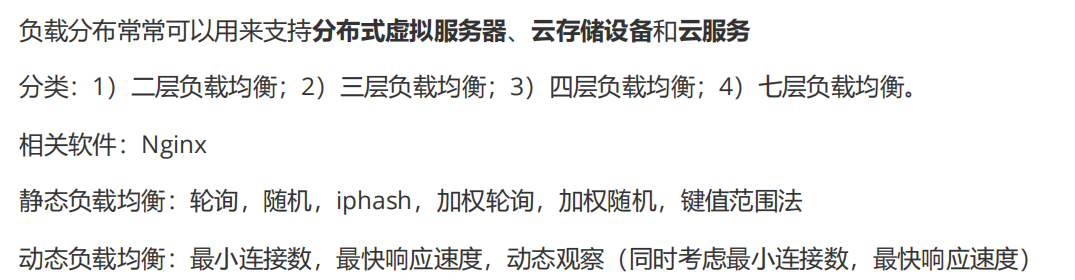 负载分布常常可以用来支持分布式虚拟服务器、云存储设备和云服务
分类：1）二层负载均衡；2）三层负载均衡；3）四层负载均衡；4）七层负载均衡。
相关软件：Nginx
静态负载均衡：轮询，随机，iphash，加权轮询，加权随机，键值范围法
动态负载均衡：最小连接数，最快响应速度，动态观察（同时考虑最小连接数，最快响应速度）